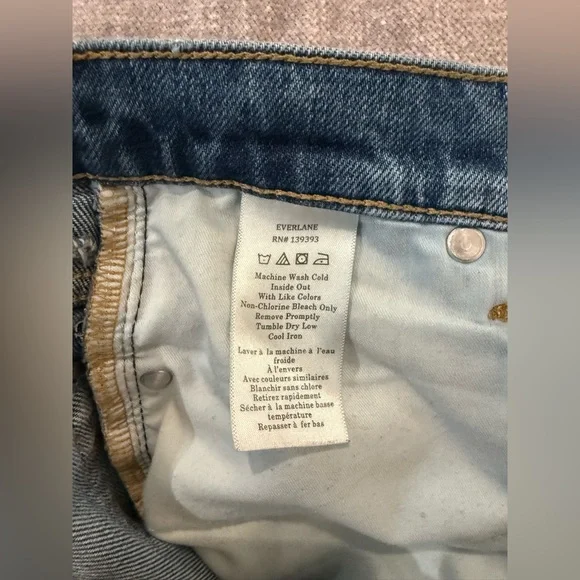 EVERLANE
RN# 139393
Machine Wash Cold
Inside Out
With Like Colors
Non-Chlorine Bleach Only
Remove Promptly
Tumble Dry Low
Cool Iron
Laver à la machine à l'eau
froide
À l'envers
Avec couleurs similaires
Blanchir sans chlore
Retirez rapidement
Sécher à la machine basse
température
Repasser à fer bas